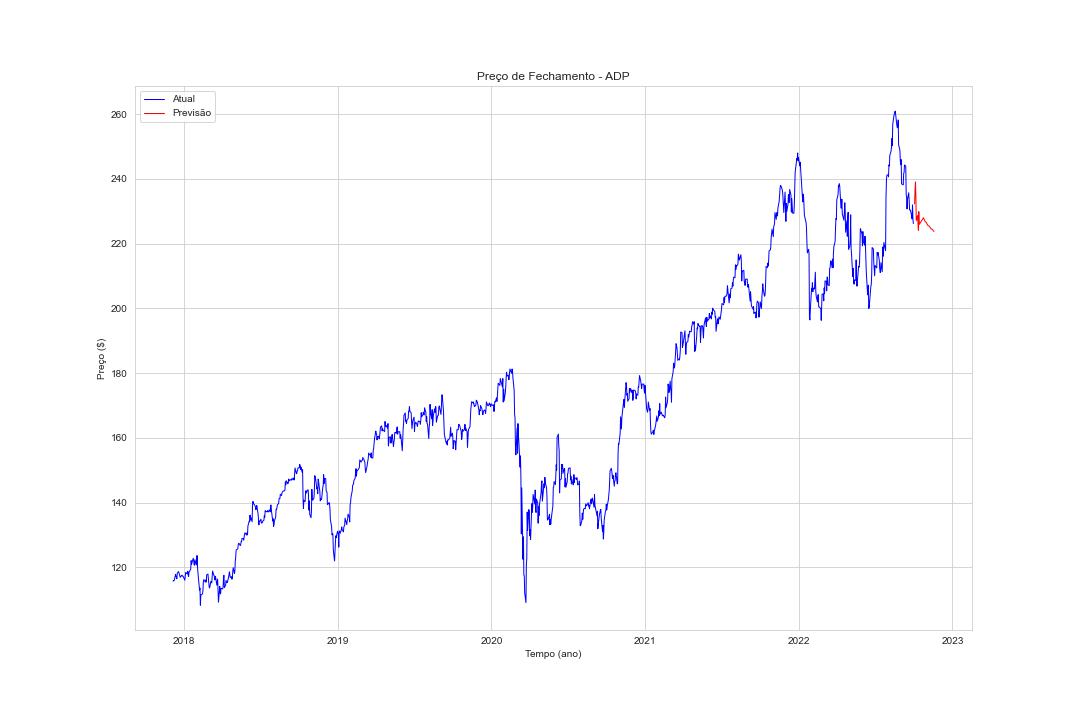 Preço de Fechamento - ADP
Atual
Previsão
260
240
220
200
180
160
140
120
Preço ($)
2018 2019 2020 2021 2022 2023
Tempo (ano)